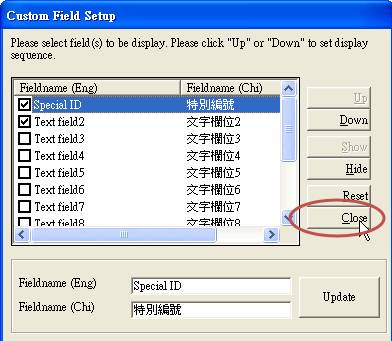 Custom Field Setup
Please select field(s) to be display. Please click "Up" or "Down" to set display
sequence.
Fieldname (Eng) Fieldname (Chi)
Special ID 特別編號
Text field2 文字欄位2
Text field3 文字欄位3
Text field4 文字欄位4
Text field5 文字欄位5
Text field6 文字欄位6
Text field7 文字欄位7
Text field8 文字欄位8
Up
Down
Show
Hide
Reset
Close
Fieldname (Eng) Special ID
Fieldname (Chi) 特別編號
Update